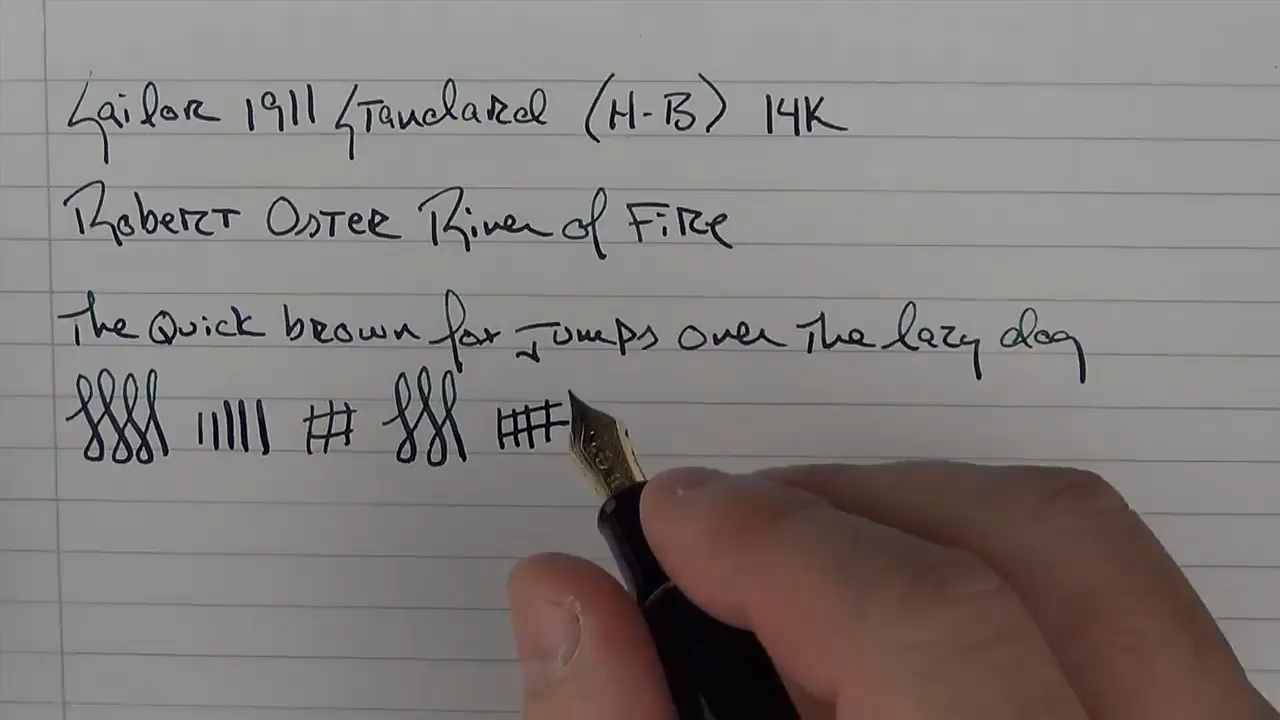 Sailor 1911 Standard (H-B) 14K
Robert Oster River of Fire
The Quick brown fox Jumps over The lazy dog